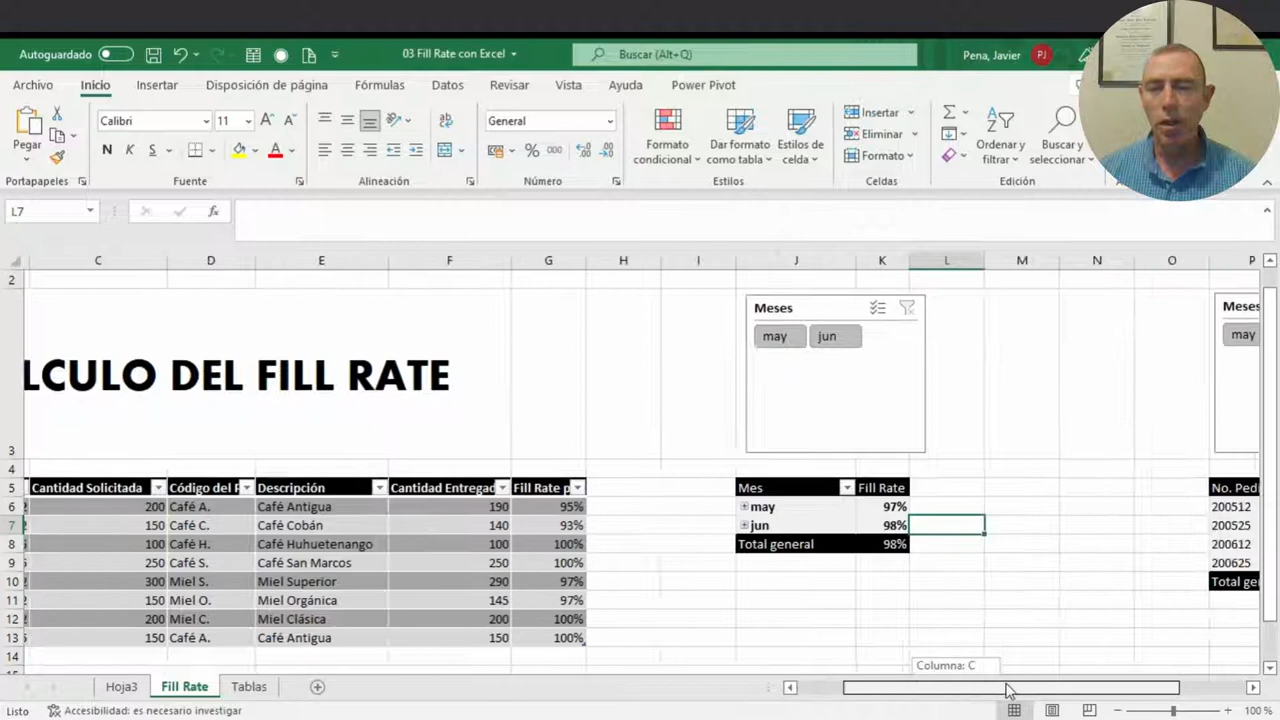 Autoguardado 03 Fill Rate con Excel Buscar (Alt+Q) Pena, Javier PJ
Archivo Inicio Insertar Disposición de página Fórmulas Datos Revisar Vista Ayuda Power Pivot
Pegar Calibri 11 General Formato condicional Dar formato como tabla Estilos de celda Insertar Eliminar Formato Ordenar y filtrar Buscar y seleccionar
N K S
Portapapeles Fuente Alineación Número Estilos Celdas Edición
L7 fx
C D E F G H I J K L M N O P
2
Meses Meses
may jun may
LCULO DEL FILL RATE
3
4
5 Cantidad Solicitada Código del P Descripción Cantidad Entregad Fill Rate p Mes Fill Rate No. Pedi
6 200 Café A. Café Antigua 190 95% may 97% 200512
7 150 Café C. Café Cobán 140 93% jun 98% 200525
8 100 Café H. Café Huhuetenango 100 100% Total general 98% 200612
9 250 Café S. Café San Marcos 250 100% 200625
10 300 Miel S. Miel Superior 290 97% Total gen
11 150 Miel O. Miel Orgánica 145 97%
12 200 Miel C. Miel Clásica 200 100%
13 150 Café A. Café Antigua 150 100%
14
Columna: C
Hoja3 Fill Rate Tablas
Listo Accesibilidad: es necesario investigar 100 %